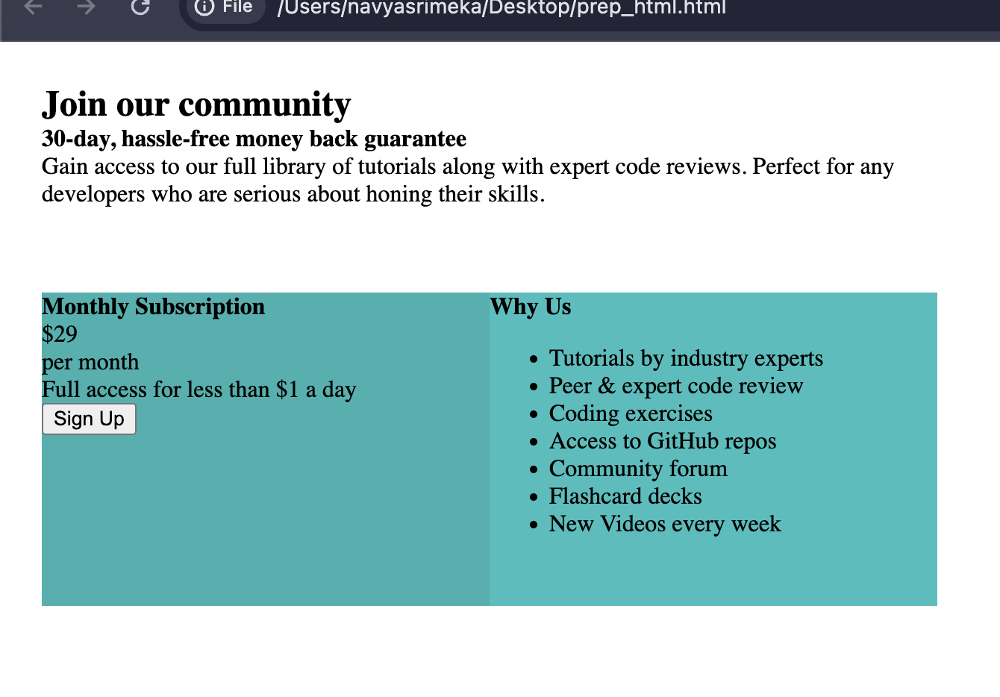 File /Users/navyasrimeka/Desktop/prep_html.html
Join our community
30-day, hassle-free money back guarantee
Gain access to our full library of tutorials along with expert code reviews. Perfect for any
developers who are serious about honing their skills.
Monthly Subscription
$29
per month
Full access for less than $1 a day
Sign Up
Why Us
Tutorials by industry experts
Peer & expert code review
Coding exercises
Access to GitHub repos
Community forum
Flashcard decks
New Videos every week